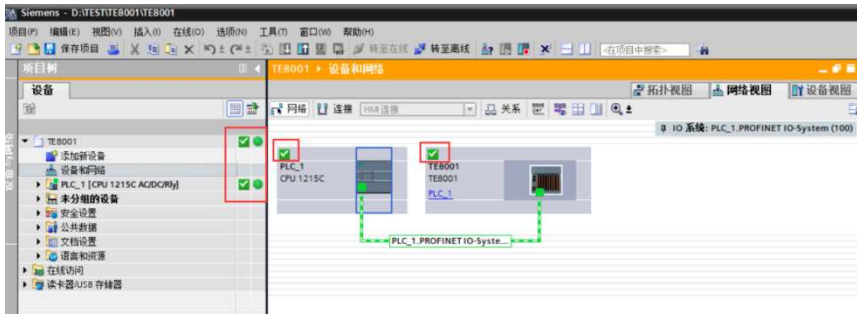 Siemens - D:\TEST\TE8001\TE8001
项目(P) 编辑(E) 视图(V) 插入(I) 在线(O) 选项(N) 工具(T) 窗口(W) 帮助(H)
保存项目 转至在线 转至离线 <在项目中搜索>
项目树
TE8001 ▸ 设备和网络
设备
拓扑视图 网络视图 设备视图
网络 连接 HMI 连接 关系
IO 系统: PLC_1.PROFINET IO-System (100)
TE8001
添加新设备
设备和网络
PLC_1 [CPU 1215C AC/DC/Rly]
未分组的设备
安全设置
公共数据
文档设置
语言和资源
在线访问
读卡器/USB 存储器
PLC_1
CPU 1215C
TE8001
TE8001
PLC_1
PLC_1.PROFINET IO-Syste...